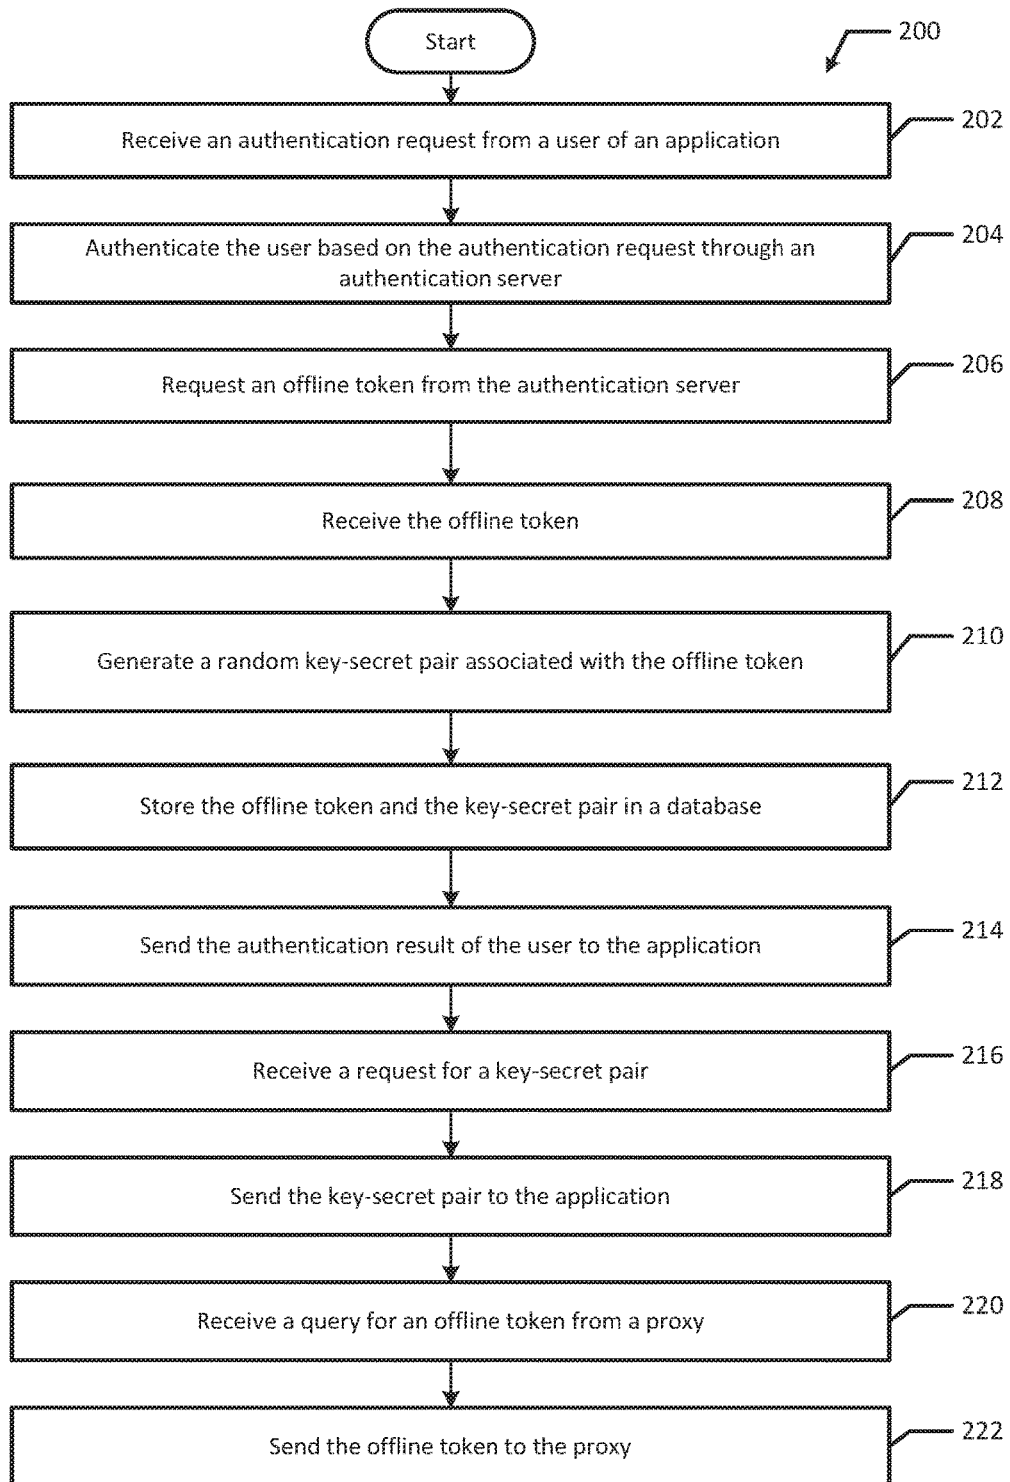 Start
200
Receive an authentication request from a user of an application
202
Authenticate the user based on the authentication request through an
authentication server
204
Request an offline token from the authentication server
206
Receive the offline token
208
Generate a random key-secret pair associated with the offline token
210
Store the offline token and the key-secret pair in a database
212
Send the authentication result of the user to the application
214
Receive a request for a key-secret pair
216
Send the key-secret pair to the application
218
Receive a query for an offline token from a proxy
220
Send the offline token to the proxy
222